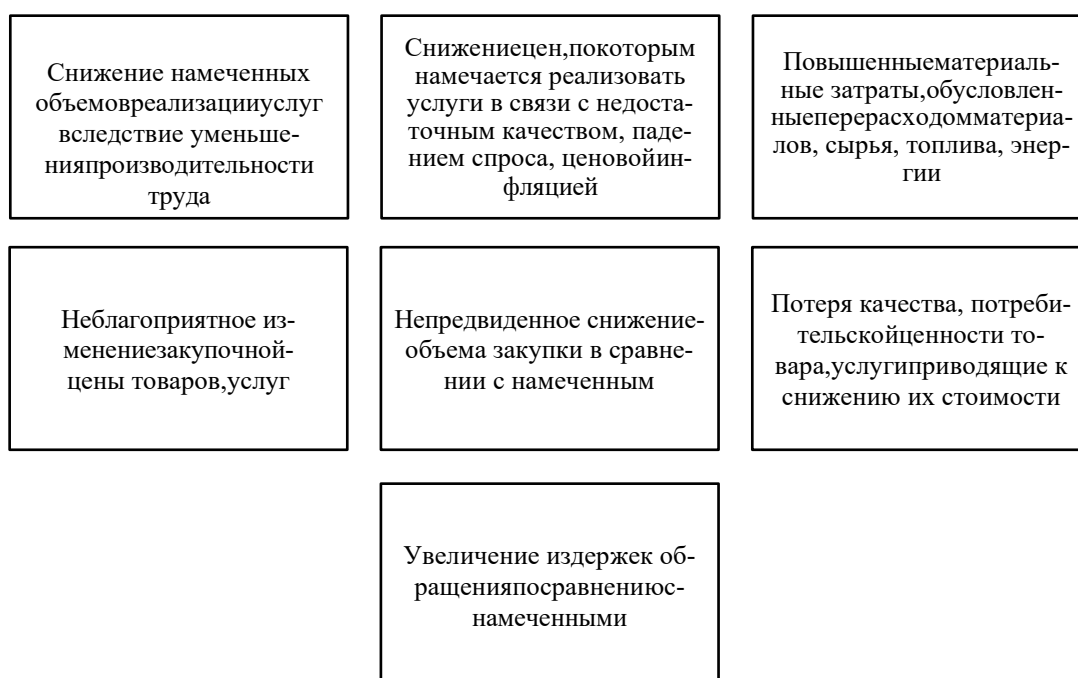 Снижение намеченных
объемовреализацииуслуг
вследствие уменьше-
нияпроизводительности
труда
Снижениецен,покоторым
намечается реализовать
услуги в связи с недоста-
точным качеством, паде-
нием спроса, ценовойин-
фляцией
Повышенныематериаль-
ные затраты,обусловлен-
ныеперерасходомматериа-
лов, сырья, топлива, энер-
гии
Неблагоприятное из-
менениезакупочной-
цены товаров,услуг
Непредвиденное снижение-
объема закупки в сравне-
нии с намеченным
Потеря качества, потреби-
тельскойценности то-
вара,услугиприводящие к
снижению их стоимости
Увеличение издержек об-
ращенияпосравнениюс-
намеченными